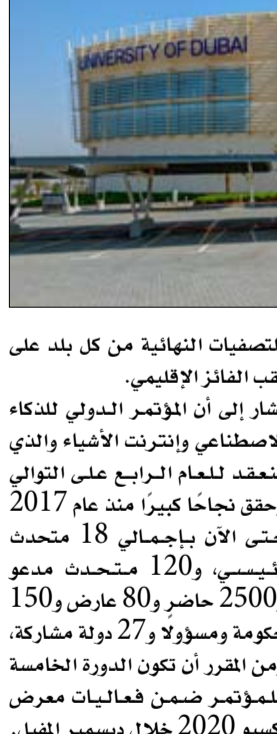 UNIVERSITY OF DUBAI
لتصفيات النهائية من كل بلد على
قب الفائز الإقليمي.
شار إلى أن المؤتمر الدولي للذكاء
لاصطناعي وإنترنت الأشياء والذي
نعقد للعام الرابع على التوالي
حقق نجاحًا كبيرًا منذ عام 2017
حتى الآن بإجمالي 18 متحدث
ئيسي، و120 متحدث مدعو
2500 حاضر و80 عارض و150
حكومة ومسؤولا و27 دولة مشاركة،
ومن المقرر أن تكون الدورة الخامسة
لمؤتمر ضمن فعاليات معرض
كسبو 2020 خلال ديسمبر المقبل.